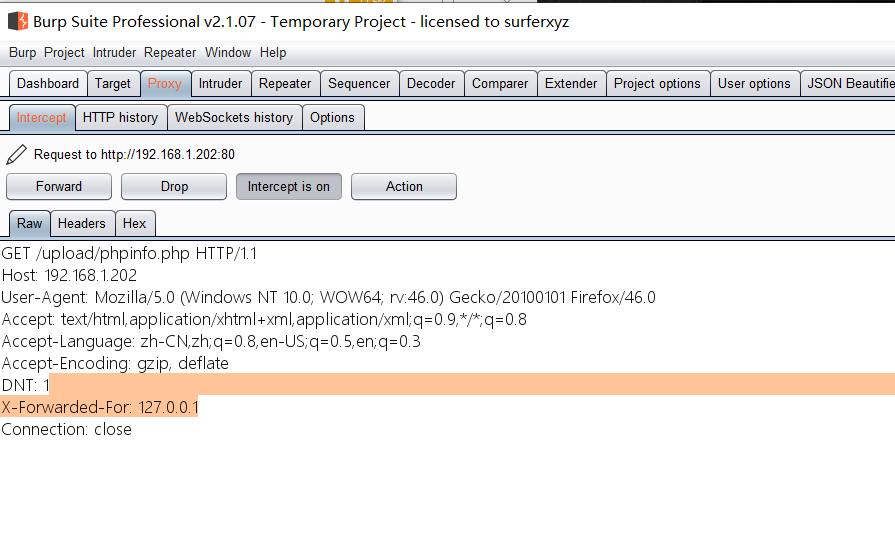 Burp Suite Professional v2.1.07 - Temporary Project - licensed to surferxyz
Burp Project Intruder Repeater Window Help
Dashboard Target Proxy Intruder Repeater Sequencer Decoder Comparer Extender Project options User options JSON Beautifie
Intercept HTTP history WebSockets history Options
Request to http://192.168.1.202:80
Forward Drop Intercept is on Action
Raw Headers Hex
GET /upload/phpinfo.php HTTP/1.1
Host: 192.168.1.202
User-Agent: Mozilla/5.0 (Windows NT 10.0; WOW64; rv:46.0) Gecko/20100101 Firefox/46.0
Accept: text/html,application/xhtml+xml,application/xml;q=0.9,*/*;q=0.8
Accept-Language: zh-CN,zh;q=0.8,en-US;q=0.5,en;q=0.3
Accept-Encoding: gzip, deflate
DNT: 1
X-Forwarded-For: 127.0.0.1
Connection: close